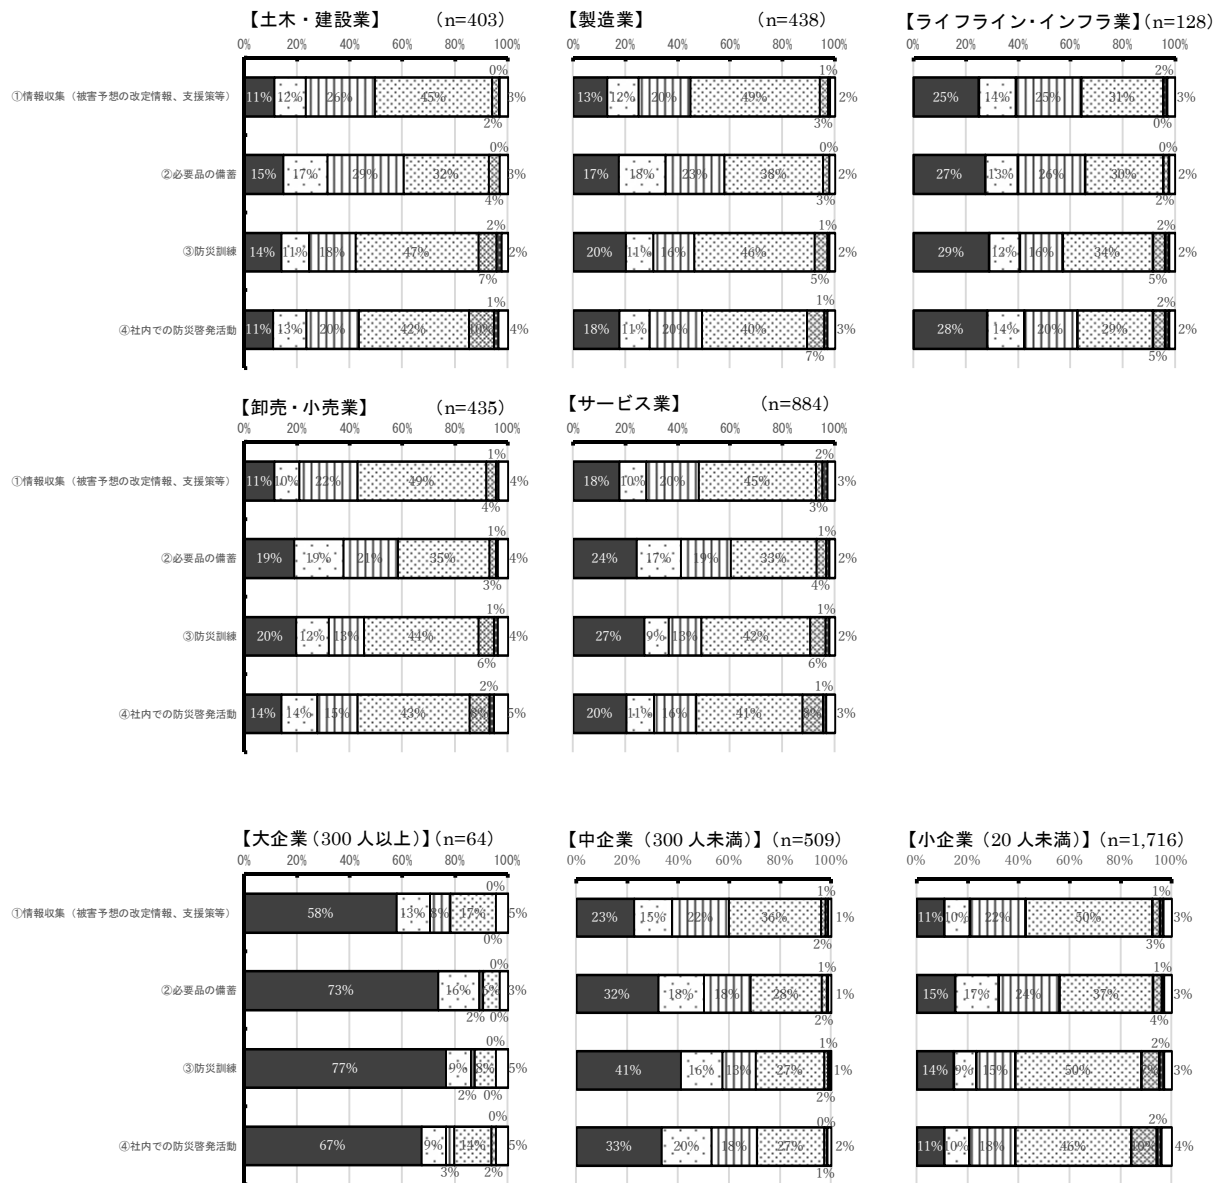 【土木・建設業】 （n=403） 【製造業】 （n=438） 【ライフライン・インフラ業】(n=128)
0% 20% 40% 60% 80% 100% 0% 20% 40% 60% 80% 100% 0% 20% 40% 60% 80% 100%
0% 1% 2%
①情報収集（被害予想の改定情報、支援策等） 11% 12% 26% 45% 3% 13% 12% 20% 49% 2% 25% 14% 25% 31% 3%
2% 3% 0%
0% 0% 0%
②必要品の備蓄 15% 17% 29% 32% 3% 17% 18% 23% 38% 2% 27% 13% 26% 30% 2%
4% 3% 2%
2% 1% 2%
③防災訓練 14% 11% 18% 47% 2% 20% 11% 16% 46% 2% 29% 12% 16% 34% 2%
7% 5% 5%
1% 1% 2%
④社内での防災啓発活動 11% 13% 20% 42% 10% 4% 18% 11% 20% 40% 3% 28% 14% 20% 29% 2%
7% 5%
【卸売・小売業】 （n=435） 【サービス業】 （n=884）
0% 20% 40% 60% 80% 100% 0% 20% 40% 60% 80% 100%
1% 2%
①情報収集（被害予想の改定情報、支援策等） 11% 10% 22% 49% 4% 18% 10% 20% 45% 3%
4% 3%
1% 1%
②必要品の備蓄 19% 19% 21% 35% 4% 24% 17% 19% 33% 2%
3% 4%
1% 1%
③防災訓練 20% 12% 13% 44% 4% 27% 9% 13% 42% 2%
6% 6%
2% 1%
④社内での防災啓発活動 14% 14% 15% 43% 8% 5% 20% 11% 16% 41% 8% 3%
【大企業（300 人以上）】(n=64) 【中企業（300 人未満）】（n=509) 【小企業（20 人未満）】（n=1,716)
0% 20% 40% 60% 80% 100% 0% 20% 40% 60% 80% 100% 0% 20% 40% 60% 80% 100%
0% 1% 1%
①情報収集（被害予想の改定情報、支援策等） 58% 13% 8% 17% 5% 23% 15% 22% 36% 1% 11% 10% 22% 50% 3%
0% 2% 3%
0% 1% 1%
②必要品の備蓄 73% 16% 6% 3% 32% 18% 18% 28% 1% 15% 17% 24% 37% 3%
2% 0% 2% 4%
0% 1% 2%
③防災訓練 77% 9% 8% 5% 41% 16% 13% 27% 1% 14% 9% 15% 50% 7% 3%
2% 0% 2%
0% 0% 2%
④社内での防災啓発活動 67% 9% 14% 5% 33% 20% 18% 27% 2% 11% 10% 18% 46% 10% 4%
3% 2% 1%